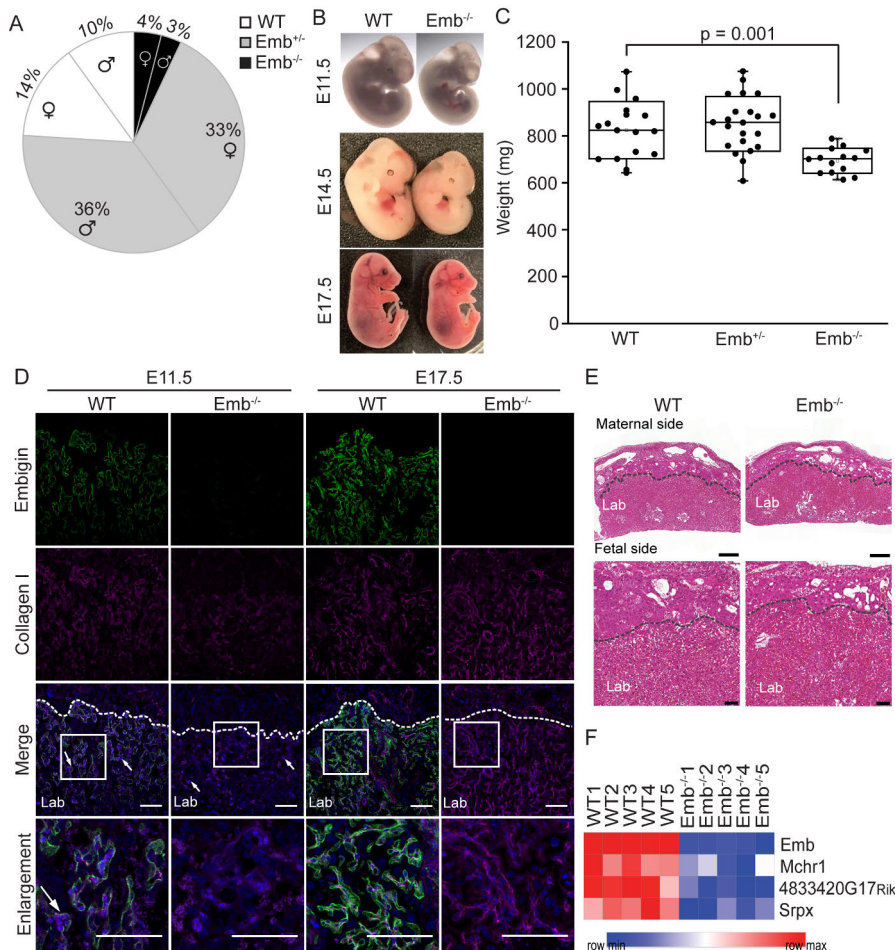 A
WT
Emb+/-
Emb-/-
14%
♀
10%
♂
4%
♀
3%
♂
33%
♀
36%
♂
B
WT
Emb-/-
E11.5
E14.5
E17.5
C
p = 0.001
Weight (mg)
1200
1000
800
600
400
200
0
WT
Emb+/-
Emb-/-
D
E11.5
E17.5
WT
Emb-/-
WT
Emb-/-
Embigin
Collagen I
Merge
Lab
Lab
Lab
Lab
Enlargement
E
WT
Emb-/-
Maternal side
Lab
Lab
Fetal side
Lab
Lab
F
WT1
WT2
WT3
WT4
WT5
Emb-/-1
Emb-/-2
Emb-/-3
Emb-/-4
Emb-/-5
Emb
Mchr1
4833420G17Rik
Srpx
row min
row max